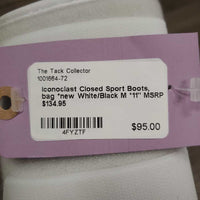 The Tack Collector
1001664-72
Iconoclast Closed Sport Boots,
bag *new White/Black M *11" MSRP
$134.95
4FYZTF
$95.00